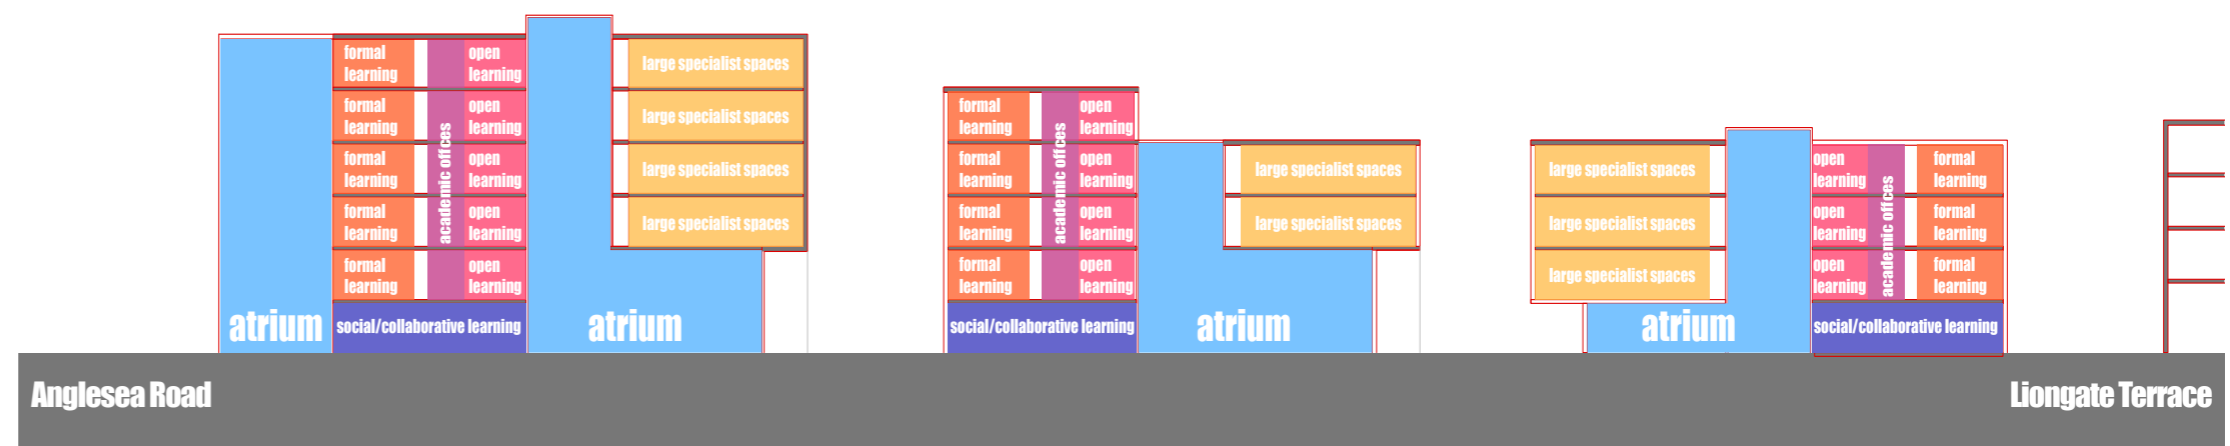 formal
learning
open
learning
large specialist spaces
formal
learning
open
learning
large specialist spaces
formal
learning
open
learning
large specialist spaces
formal
learning
open
learning
large specialist spaces
formal
learning
open
learning
academic offces
atrium
social/collaborative learning
atrium
formal
learning
open
learning
formal
learning
open
learning
large specialist spaces
formal
learning
open
learning
large specialist spaces
formal
learning
open
learning
academic offces
social/collaborative learning
atrium
large specialist spaces
open
learning
formal
learning
large specialist spaces
open
learning
formal
learning
large specialist spaces
open
learning
formal
learning
academic offces
atrium
social/collaborative learning
Anglesea Road
Liongate Terrace